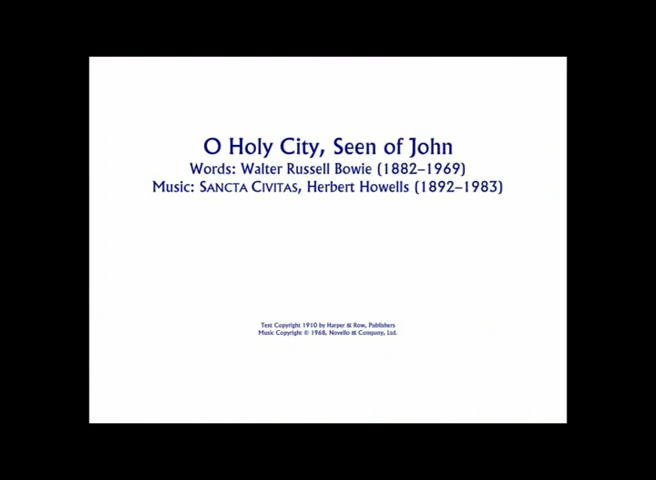 O Holy City, Seen of John
Words: Walter Russell Bowie (1882–1969)
Music: SANCTA CIVITAS, Herbert Howells (1892–1983)
Text Copyright 1910 by Harper & Row, Publishers
Music Copyright © 1968, Novello & Company, Ltd.